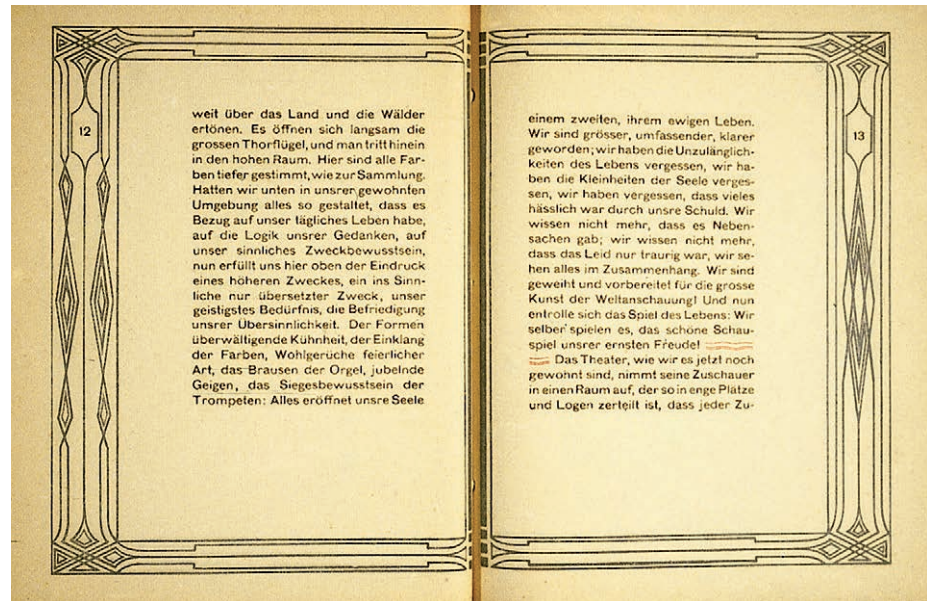 12
weit über das Land und die Wälder
ertönen. Es öffnen sich langsam die
grossen Thorflügel, und man tritt hinein
in den hohen Raum. Hier sind alle Far-
ben tiefer gestimmt, wie zur Sammlung.
Hatten wir unten in unsrer gewohnten
Umgebung alles so gestaltet, dass es
Bezug auf unser tägliches Leben habe,
auf die Logik unsrer Gedanken, auf
unser sinnliches Zweckbewusstsein,
nun erfüllt uns hier oben der Eindruck
eines höheren Zweckes, ein ins Sinn-
liche nur übersetzter Zweck, unser
geistigstes Bedürfnis, die Befriedigung
unsrer Übersinnlichkeit. Der Formen
überwältigende Kühnheit, der Einklang
der Farben, Wohlgerüche feierlicher
Art, das Brausen der Orgel, jubelnde
Geigen, das Siegesbewusstsein der
Trompeten: Alles eröffnet unsre Seele
13
einem zweiten, ihrem ewigen Leben.
Wir sind grösser, umfassender, klarer
geworden; wir haben die Unzulänglich-
keiten des Lebens vergessen, wir ha-
ben die Kleinheiten der Seele verges-
sen, wir haben vergessen, dass vieles
hässlich war durch unsre Schuld. Wir
wissen nicht mehr, dass es Neben-
sachen gab; wir wissen nicht mehr,
dass das Leid nur traurig war, wir se-
hen alles im Zusammenhang. Wir sind
geweiht und vorbereitet für die grosse
Kunst der Weltanschauung! Und nun
entrolle sich das Spiel des Lebens: Wir
selber spielen es, das schöne Schau-
spiel unsrer ernsten Freude!
Das Theater, wie wir es jetzt noch
gewohnt sind, nimmt seine Zuschauer
in einen Raum auf, der so in enge Plätze
und Logen zerteilt ist, dass jeder Zu-